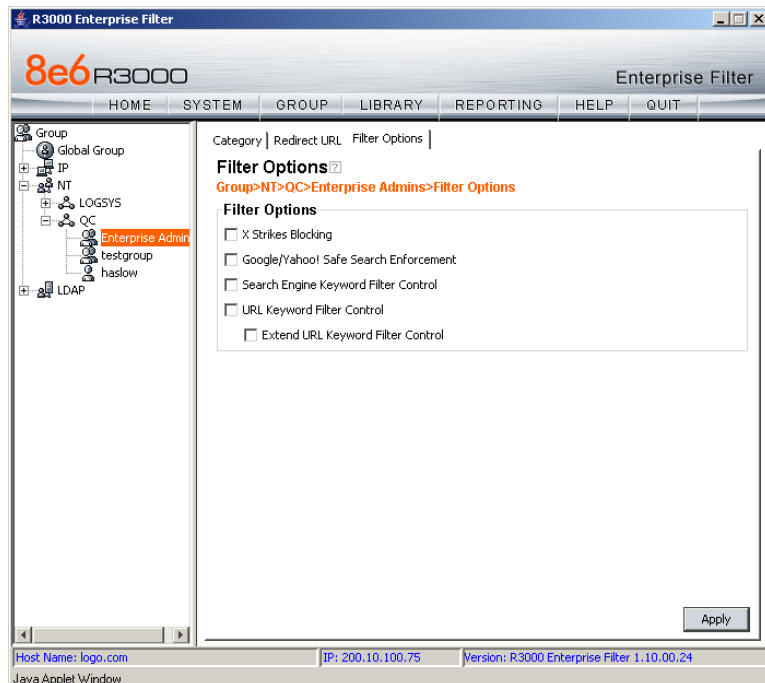 R3000 Enterprise Filter
8e6 R3000
Enterprise Filter
HOME SYSTEM GROUP LIBRARY REPORTING HELP QUIT
Group
Global Group
IP
NT
LOGSYS
QC
Enterprise Admin
testgroup
haslow
LDAP
Category Redirect URL Filter Options
Filter Options ?
Group>NT>QC>Enterprise Admins>Filter Options
Filter Options
X Strikes Blocking
Google/Yahoo! Safe Search Enforcement
Search Engine Keyword Filter Control
URL Keyword Filter Control
Extend URL Keyword Filter Control
Apply
Host Name: logo.com IP: 200.10.100.75 Version: R3000 Enterprise Filter 1.10.00.24
Java Applet Window